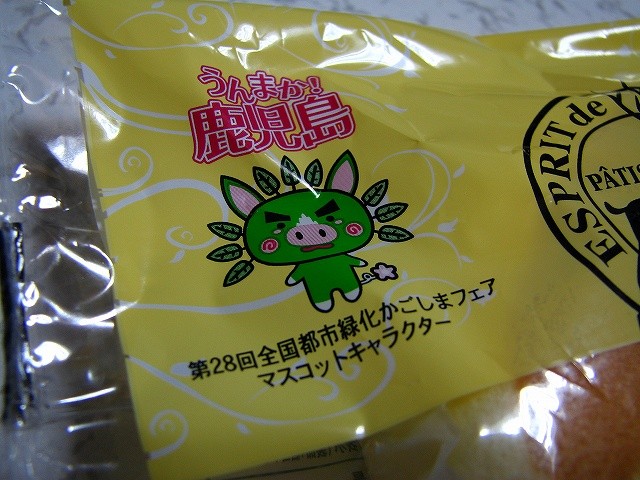 うんまか!
鹿児島
第28回全国都市緑化かごしまフェア
マスコットキャラクター
ESPRIT de
PÂTIS